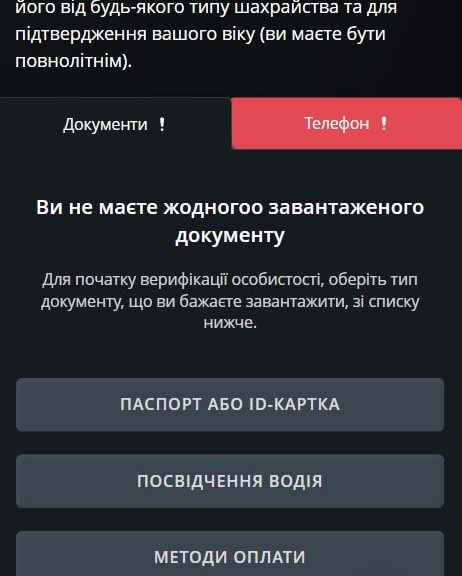 його від будь-якого типу шахрайства та для
підтвердження вашого віку (ви маєте бути
повнолітнім).
Документи ! Телефон !
Ви не маєте жодногоо завантаженого
документу
Для початку верифікації особистості, оберіть тип
документу, що ви бажаєте завантажити, зі списку
нижче.
ПАСПОРТ АБО ID-КАРТКА
ПОСВІДЧЕННЯ ВОДІЯ
МЕТОДИ ОПЛАТИ